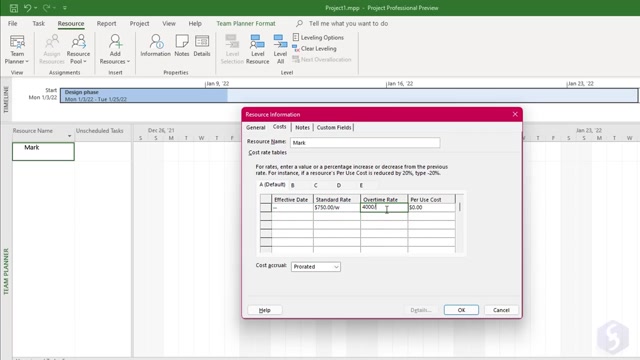 Project1.mpp - Project Professional Preview
File Task Resource Project View Help Team Planner Format Tell me what you want to do
Team Planner
Assign Resources
Resource Pool
Add Resources
Information
Notes
Details
Level Selection
Level Resource
Level All
Leveling Options
Clear Leveling
Next Overallocation
View
Assignments
Insert
Properties
Level
TIMELINE
Start
Mon 1/3/22
Jan 9, '22
Jan 16, '22
Jan 23, '22
Design phase
Mon 1/3/22 - Tue 1/25/22
Resource Name
Unscheduled Tasks
Dec 26, '21
Jan 23, '22
S M T W T F S
S M T W T F S
Mark
TEAM PLANNER
Resource Information
General Costs Notes Custom Fields
Resource Name: Mark
Cost rate tables
For rates, enter a value or a percentage increase or decrease from the previous
rate. For instance, if a resource's Per Use Cost is reduced by 20%, type -20%.
A (Default) B C D E
Effective Date Standard Rate Overtime Rate Per Use Cost
-- $750.00/w 4000/ $0.00
Cost accrual: Prorated
Help Details... OK Cancel